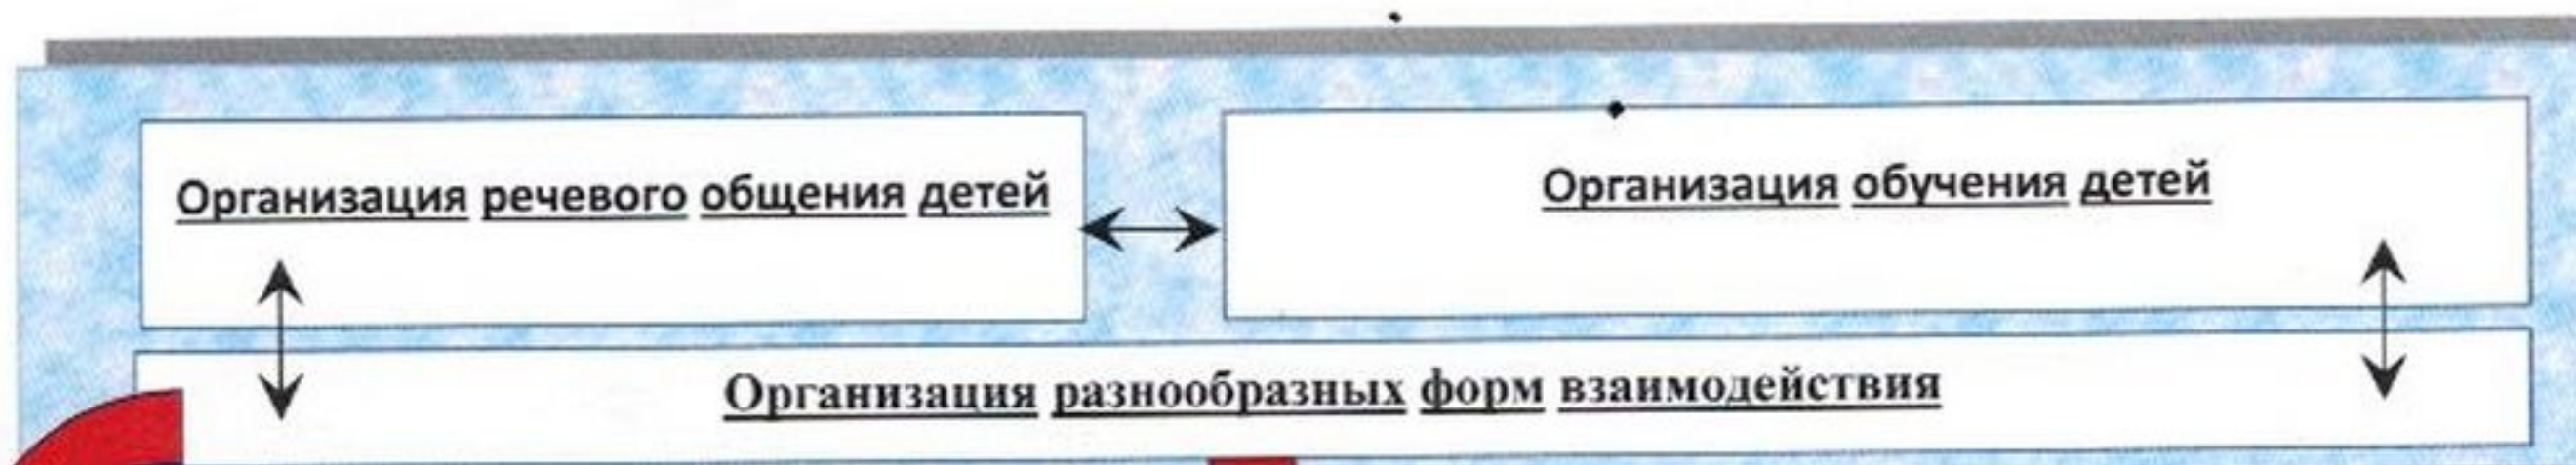 Организация речевого общения детей
Организация обучения детей
Организация разнообразных форм взаимодействия